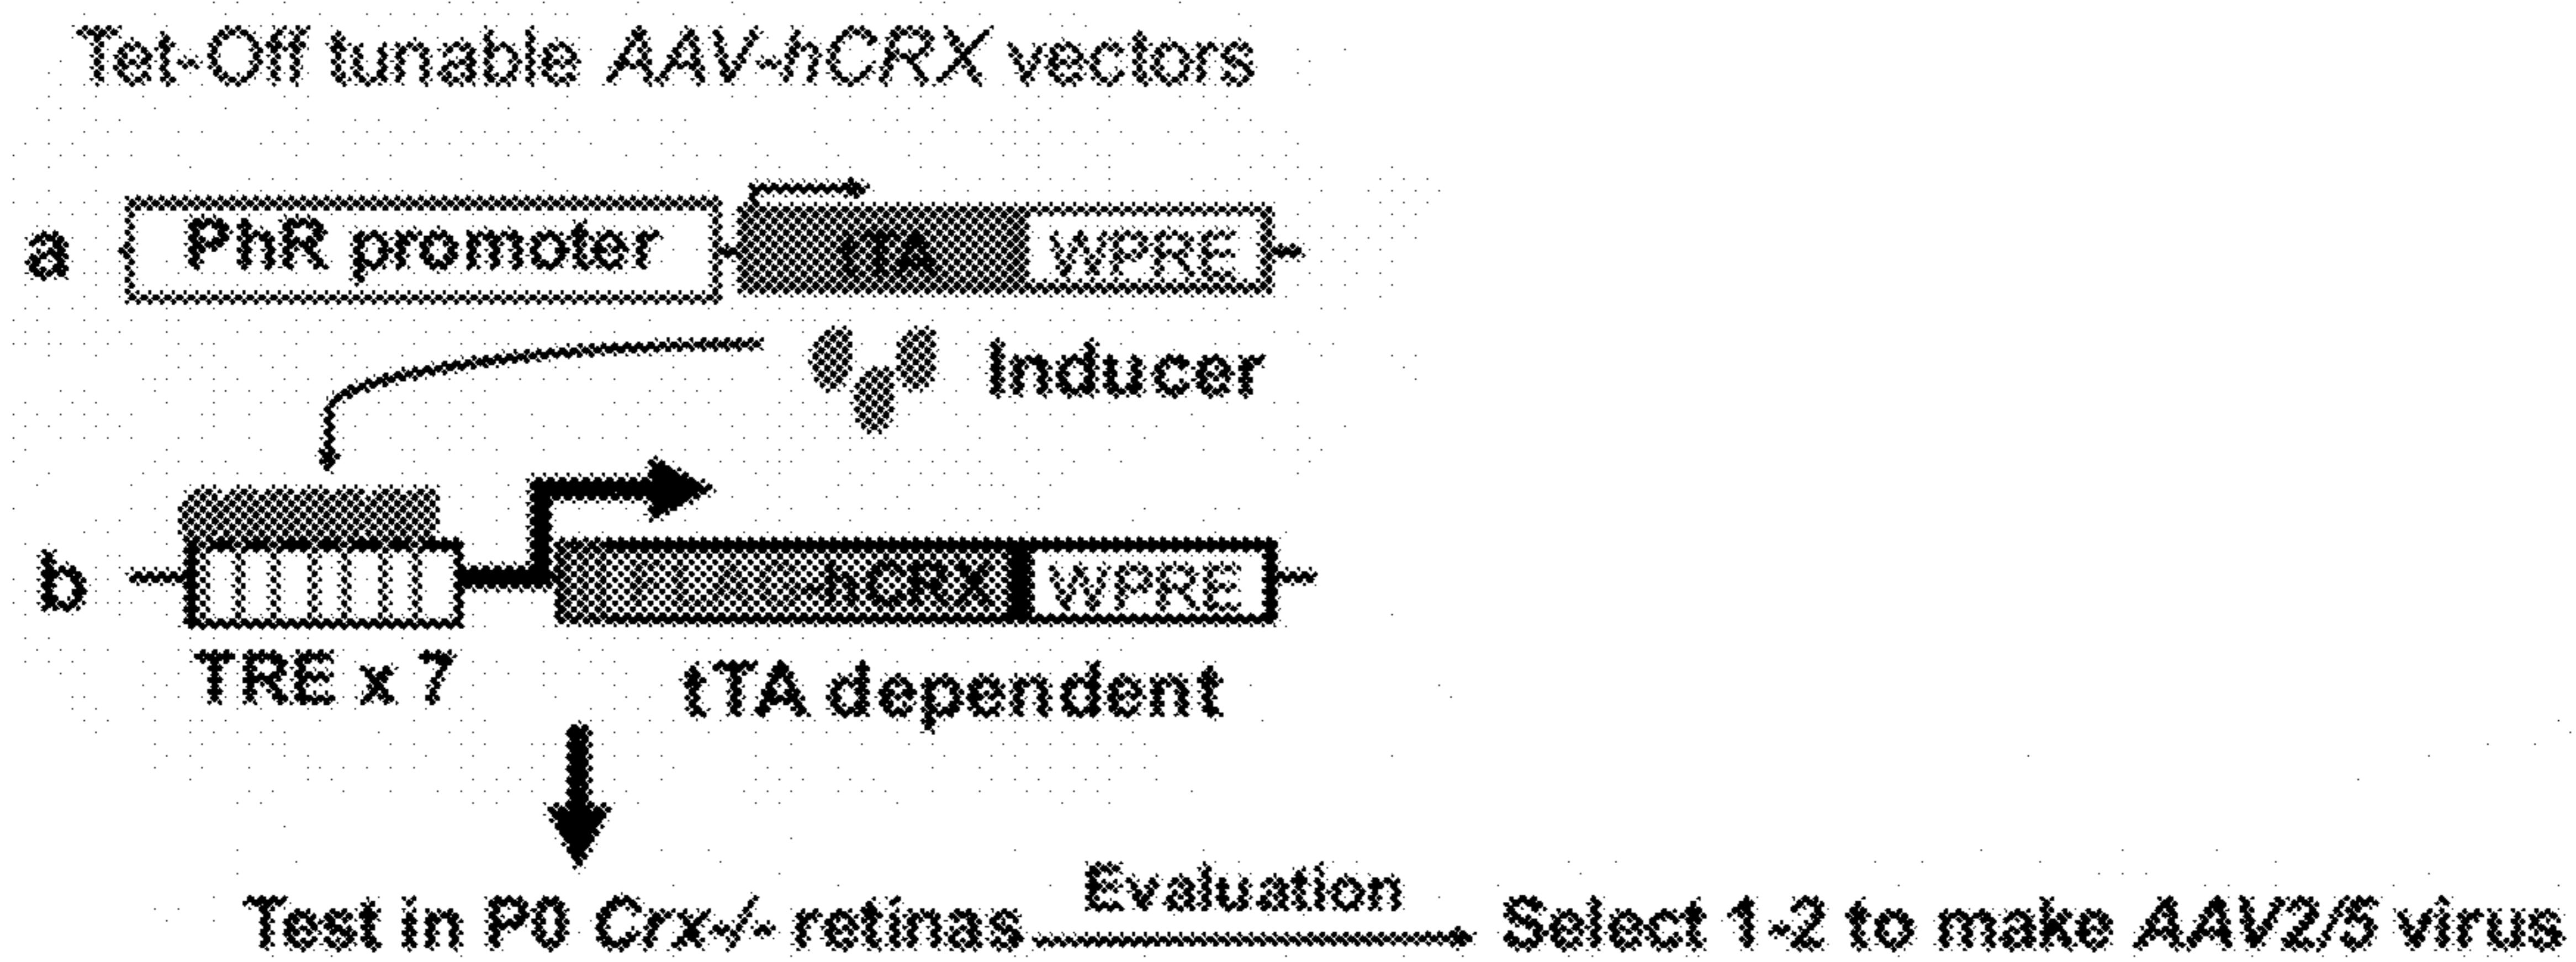 Tet-Off tunable AAV-hCRX vectors
a PhR promoter tTA WPRE
Inducer
b -hCRX WPRE
TRE x 7 tTA dependent
Test in P0 Crx-/- retinas Evaluation Select 1-2 to make AAV2/5 virus